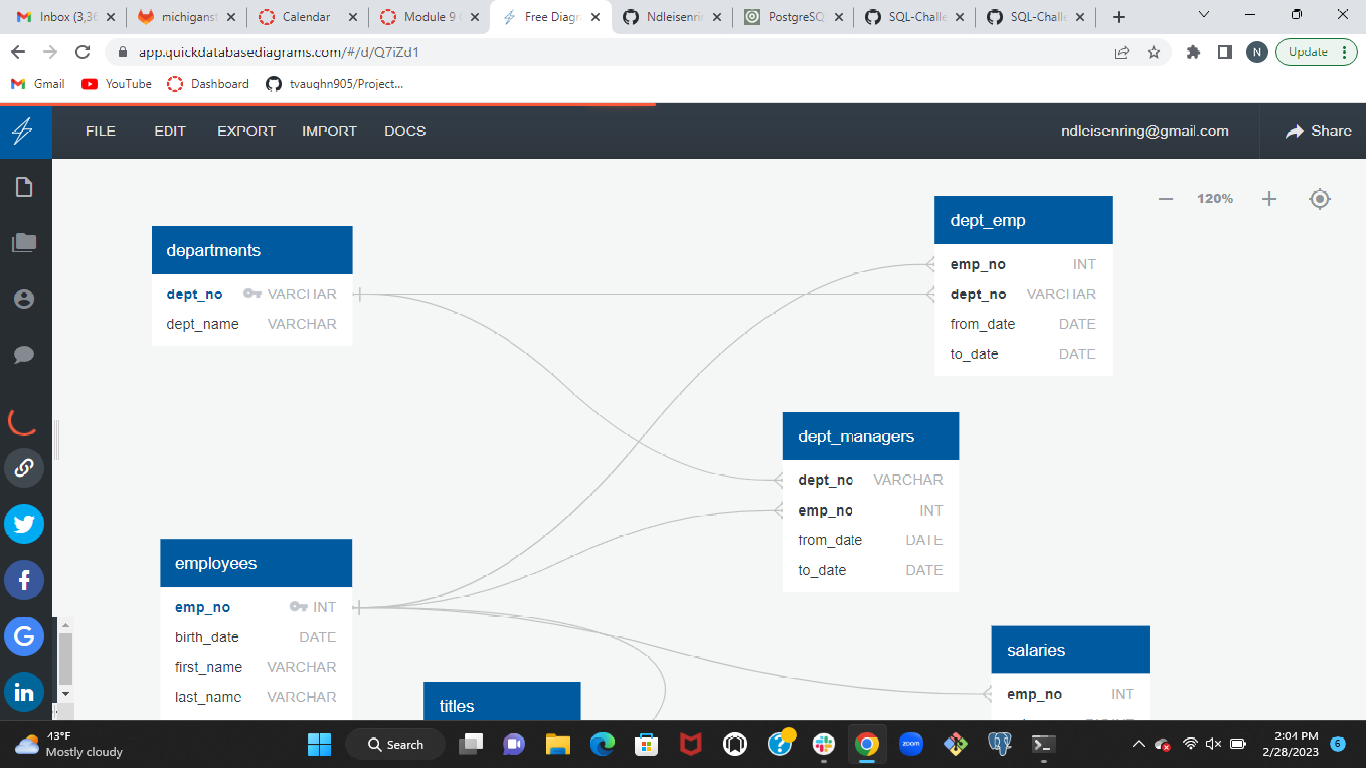 Inbox (3,36
michiganst
Calendar
Module 9
Free Diagr
Ndleisenrin
PostgreSQ
SQL-Challe
SQL-Challe
app.quickdatabasediagrams.com/#/d/Q7iZd1
N
Update
Gmail
YouTube
Dashboard
tvaughn905/Project...
FILE
EDIT
EXPORT
IMPORT
DOCS
ndleisenring@gmail.com
Share
120%
departments
dept_no VARCHAR
dept_name VARCHAR
dept_emp
emp_no INT
dept_no VARCHAR
from_date DATE
to_date DATE
dept_managers
dept_no VARCHAR
emp_no INT
from_date DATE
to_date DATE
employees
emp_no INT
birth_date DATE
first_name VARCHAR
last_name VARCHAR
titles
salaries
emp_no INT
f
G
in
Mostly cloudy
Search
zoom
2:04 PM
2/28/2023
6